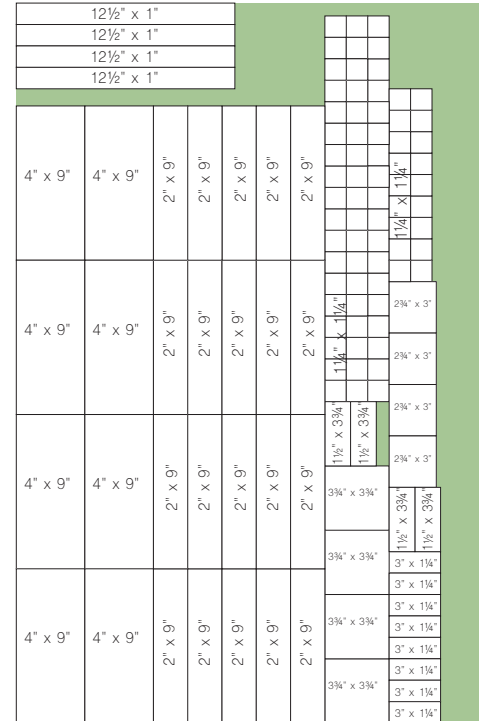 12½" x 1"
12½" x 1"
12½" x 1"
12½" x 1"
4" x 9"
4" x 9"
2" x 9"
2" x 9"
2" x 9"
2" x 9"
2" x 9"
4" x 9"
4" x 9"
2" x 9"
2" x 9"
2" x 9"
2" x 9"
2" x 9"
4" x 9"
4" x 9"
2" x 9"
2" x 9"
2" x 9"
2" x 9"
2" x 9"
4" x 9"
4" x 9"
2" x 9"
2" x 9"
2" x 9"
2" x 9"
2" x 9"
1¼" x 1¼"
1½" x 3¾"
1½" x 3¾"
3¾" x 3¾"
3¾" x 3¾"
3¾" x 3¾"
3¾" x 3¾"
1¼" x 1¼"
2¾" x 3"
2¾" x 3"
2¾" x 3"
2¾" x 3"
1½" x 3¾"
1½" x 3¾"
3" x 1¼"
3" x 1¼"
3" x 1¼"
3" x 1¼"
3" x 1¼"
3" x 1¼"
3" x 1¼"
3" x 1¼"